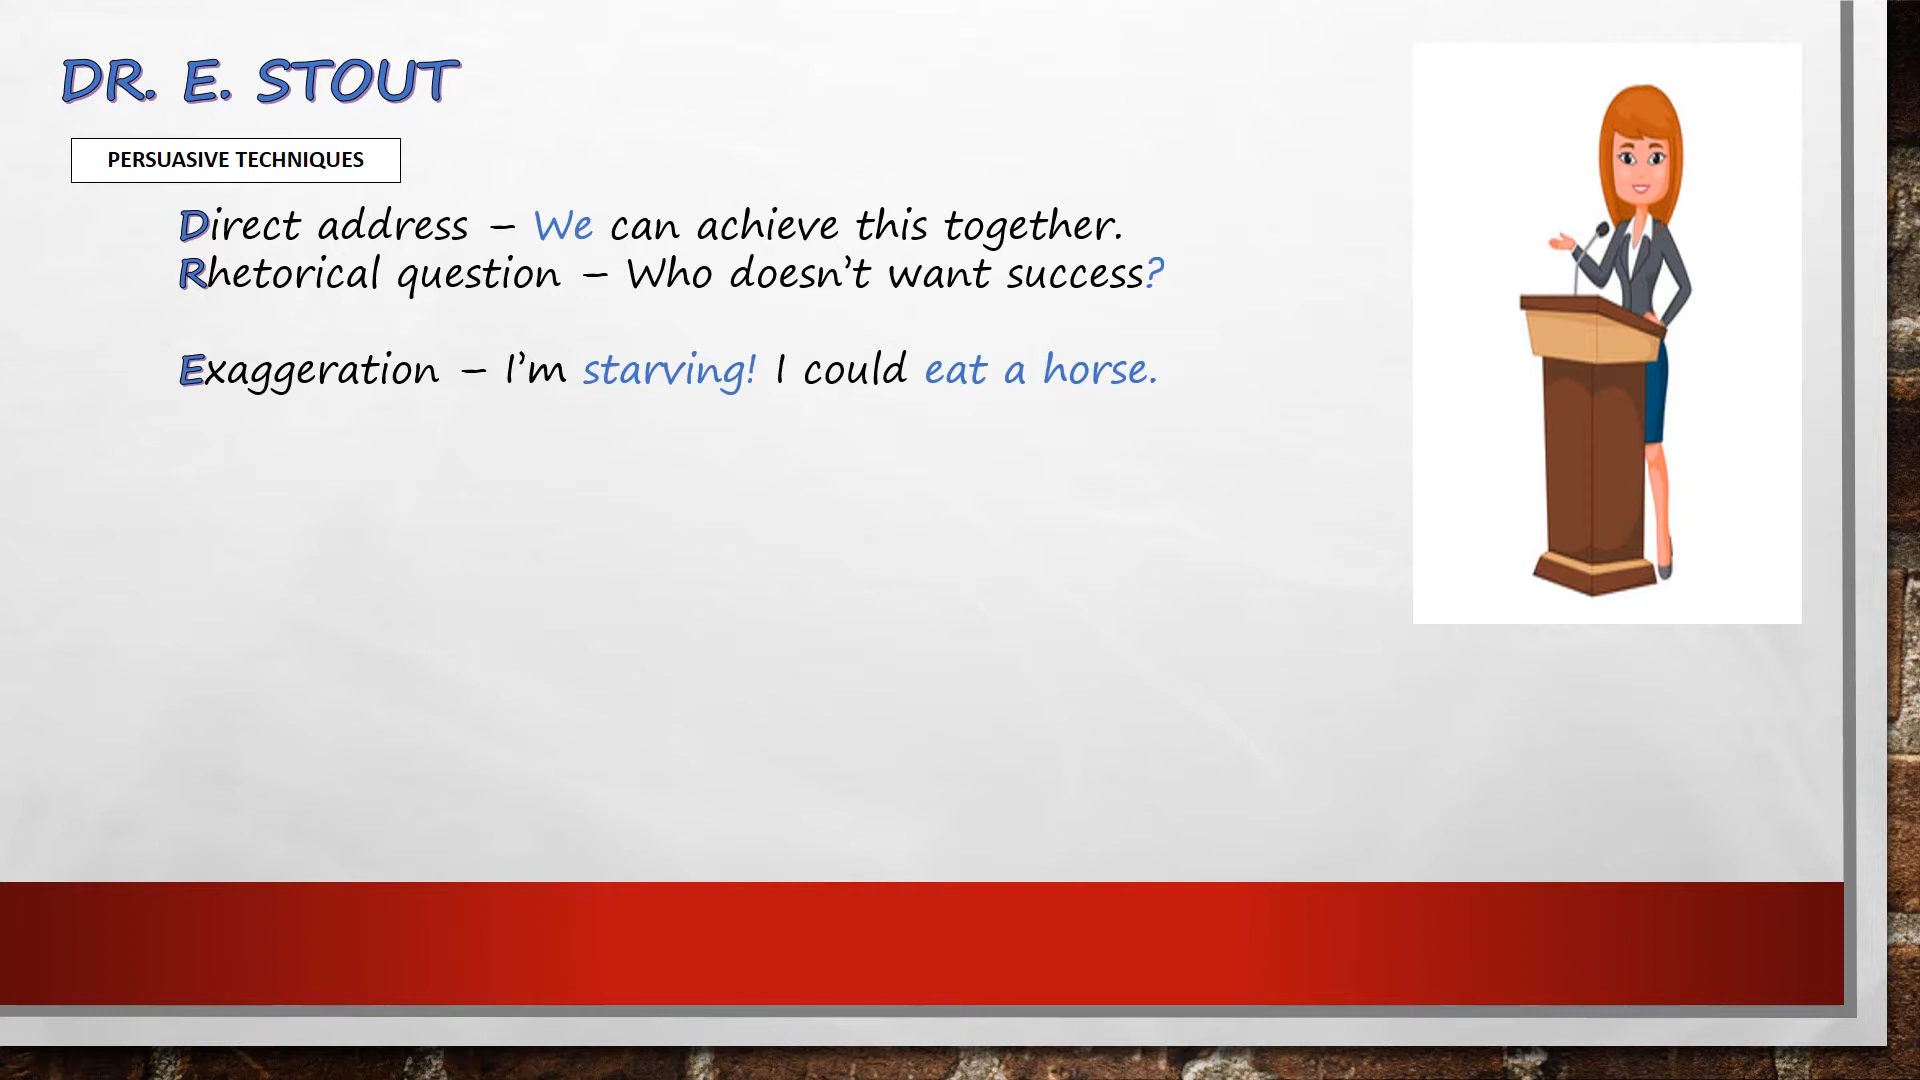 DR. E. STOUT
PERSUASIVE TECHNIQUES
Direct address – We can achieve this together.
Rhetorical question – Who doesn’t want success?
Exaggeration – I’m starving! I could eat a horse.